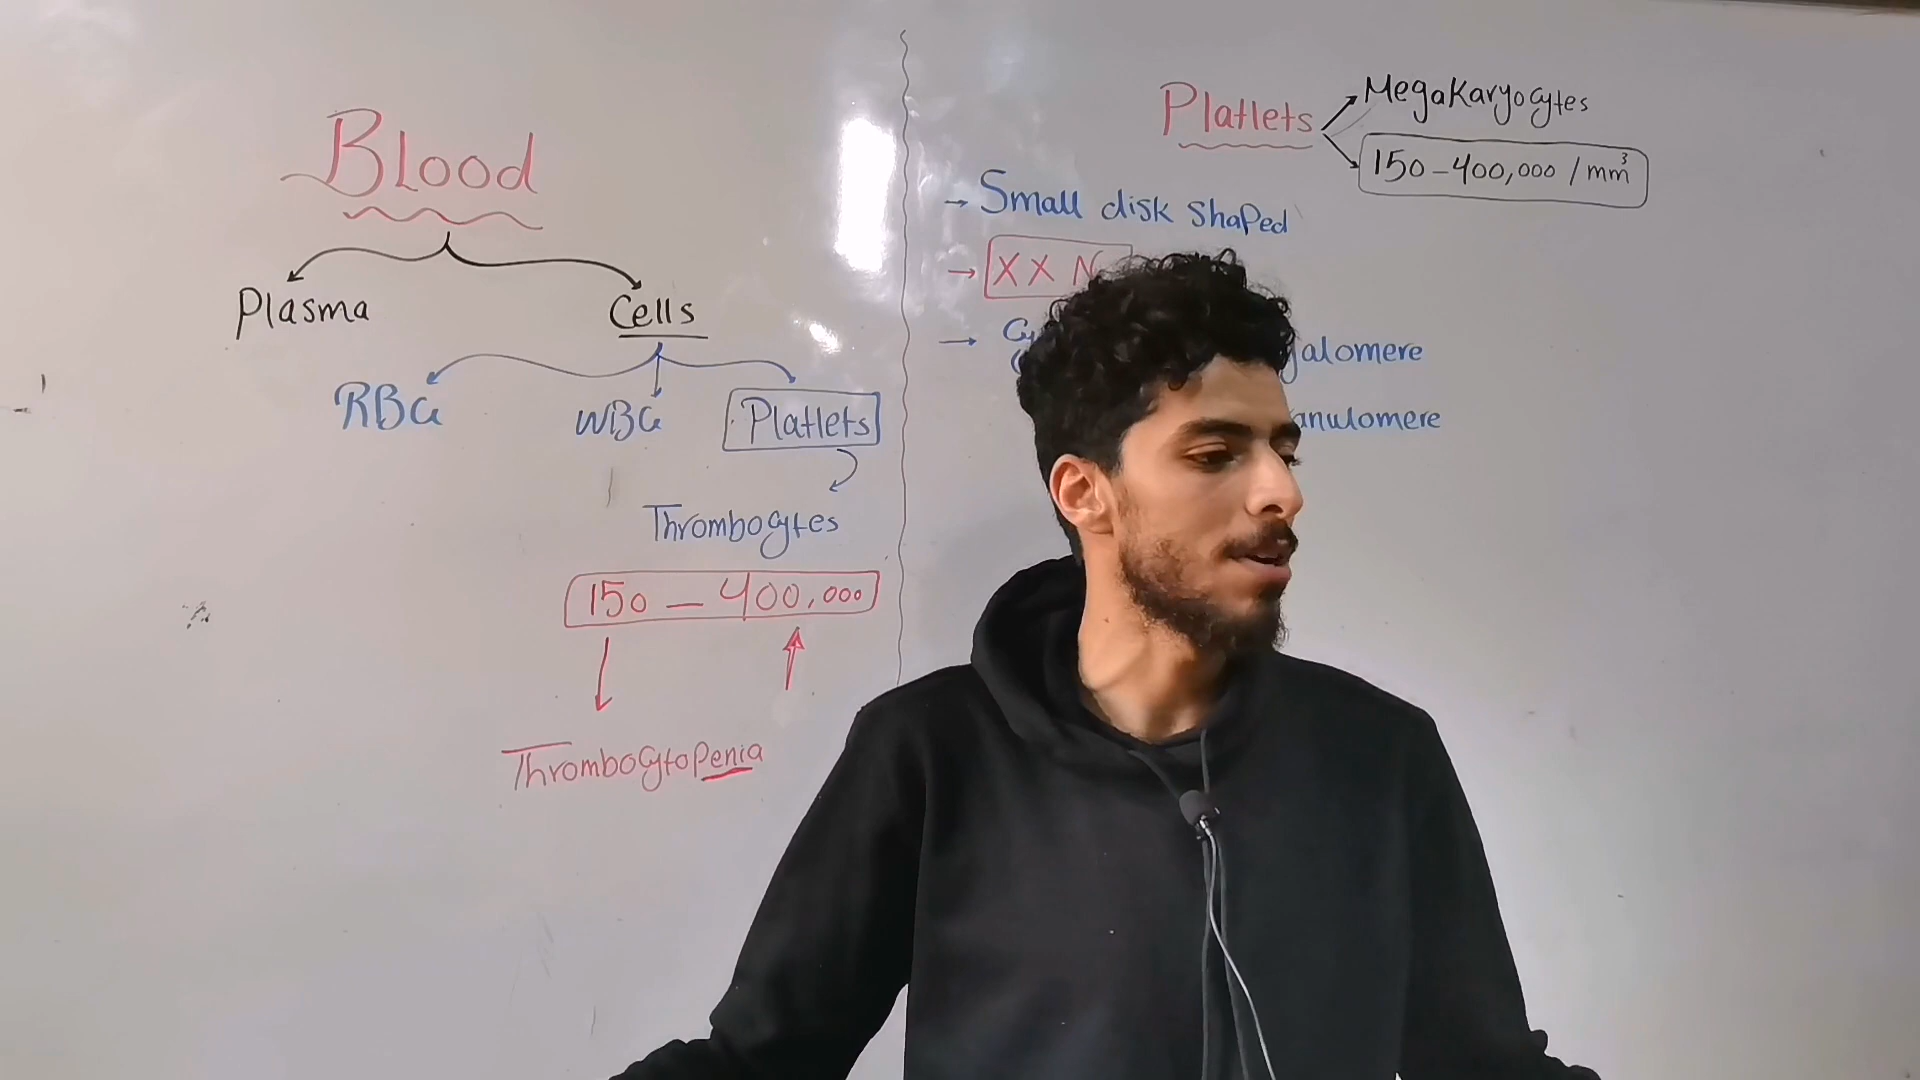 Blood
Plasma
Cells
RBCs
WBCs
Platlets
Thrombocytes
150 — 400,000
Thrombocytopenia
Platlets
Megakaryocytes
150 – 400,000 / mm³
→ Small disk shaped
→ X X N
→ Cy
alomere
anulomere